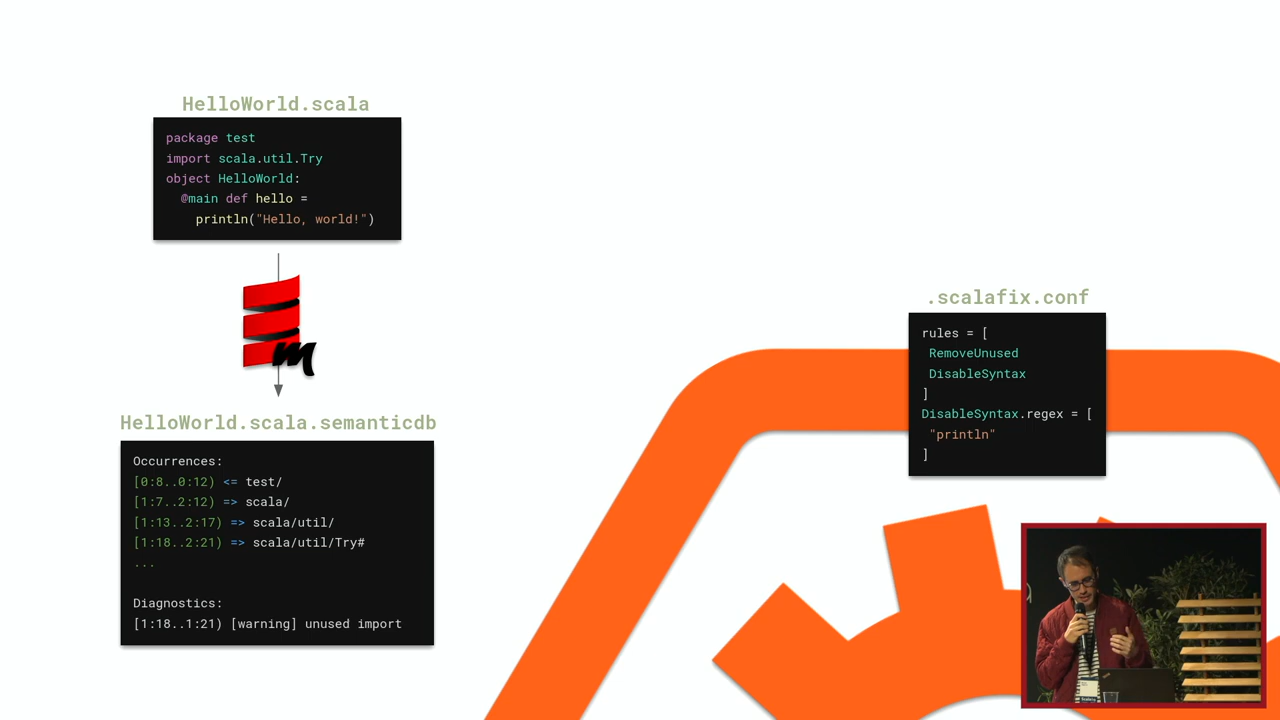 HelloWorld.scala
package test
import scala.util.Try
object HelloWorld:
@main def hello =
println("Hello, world!")
m
HelloWorld.scala.semanticdb
Occurrences:
[0:8..0:12) <= test/
[1:7..2:12) => scala/
[1:13..2:17) => scala/util/
[1:18..2:21) => scala/util/Try#
...
Diagnostics:
[1:18..1:21) [warning] unused import
.scalafix.conf
rules = [
RemoveUnused
DisableSyntax
]
DisableSyntax.regex = [
"println"
]